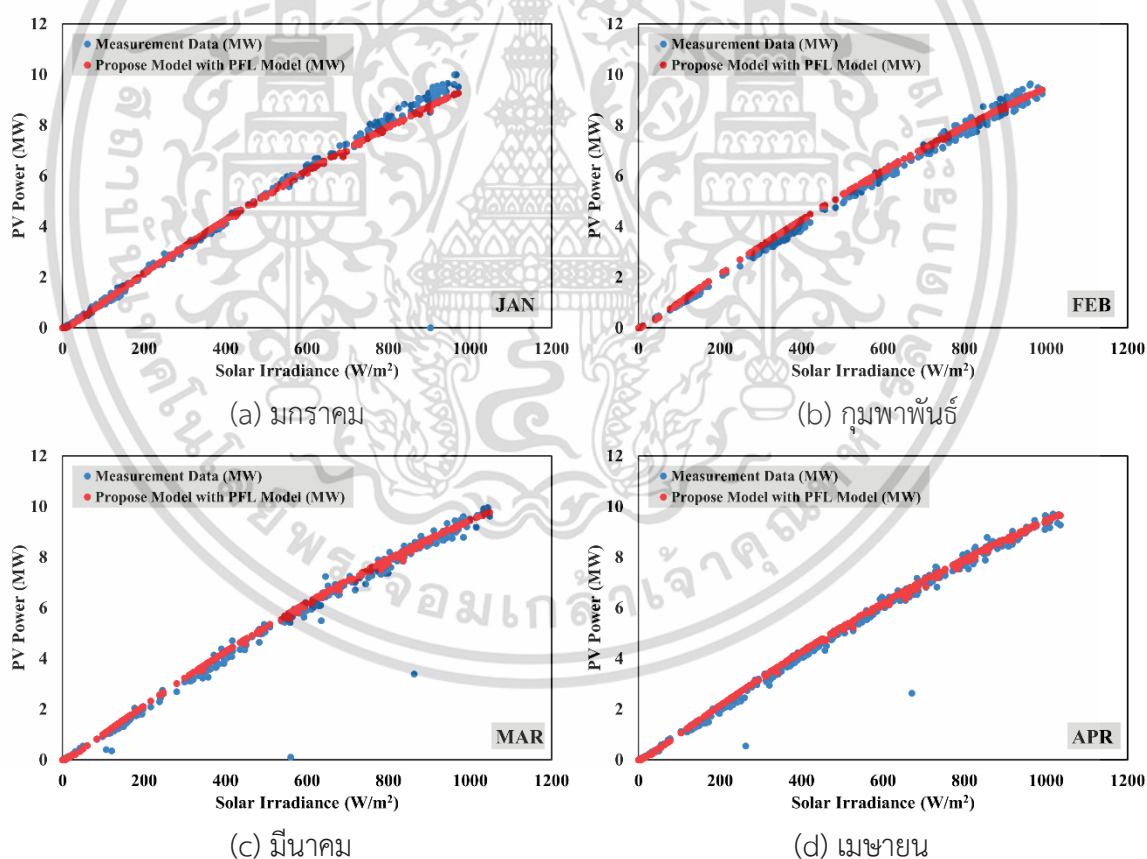 12
10
8
6
4
2
0
PV Power (MW)
Measurement Data (MW)
Propose Model with PFL Model (MW)
JAN
0 200 400 600 800 1000 1200
Solar Irradiance (W/m²)
(a) มกราคม
12
10
8
6
4
2
0
PV Power (MW)
Measurement Data (MW)
Propose Model with PFL Model (MW)
FEB
0 200 400 600 800 1000 1200
Solar Irradiance (W/m²)
(b) กุมพาพันธ์
12
10
8
6
4
2
0
PV Power (MW)
Measurement Data (MW)
Propose Model with PFL Model (MW)
MAR
0 200 400 600 800 1000 1200
Solar Irradiance (W/m²)
(c) มีนาคม
12
10
8
6
4
2
0
PV Power (MW)
Measurement Data (MW)
Propose Model with PFL Model (MW)
APR
0 200 400 600 800 1000 1200
Solar Irradiance (W/m²)
(d) เมษายน